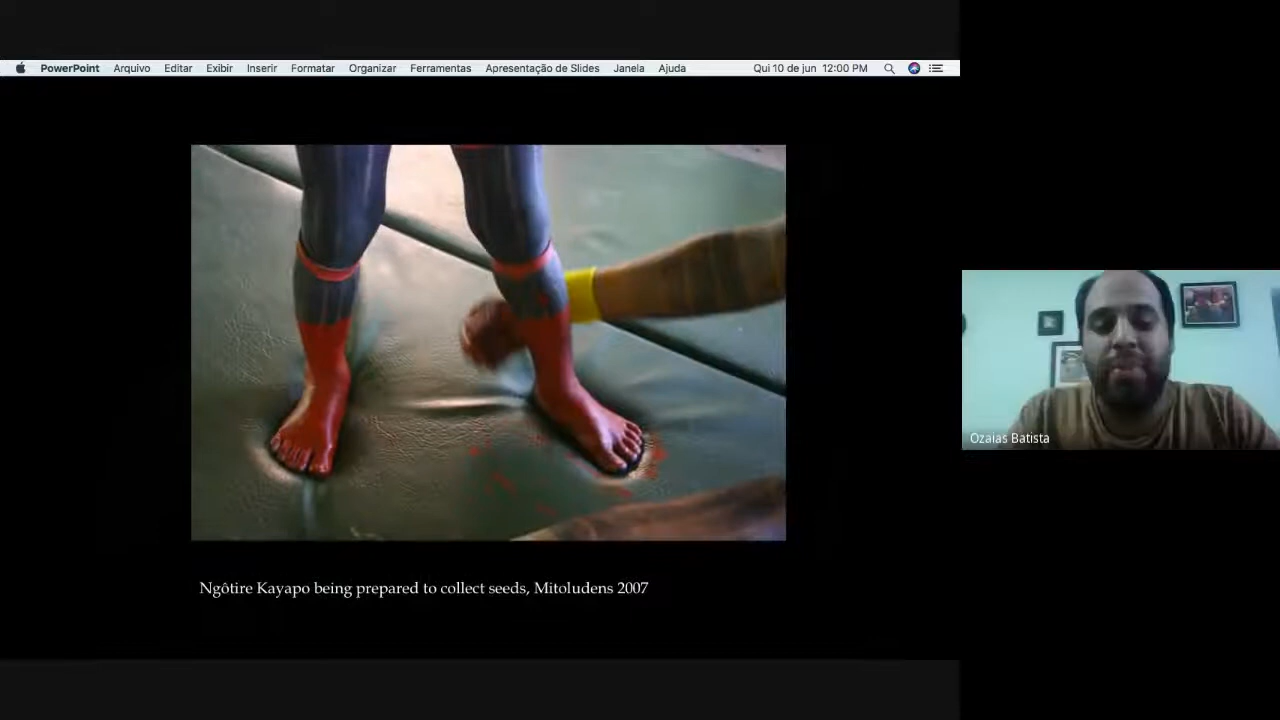 PowerPoint Arquivo Editar Exibir Inserir Formatar Organizar Ferramentas Apresentação de Slides Janela Ajuda Qui 10 de jun 12:00 PM
Ozaias Batista
Ngôtire Kayapo being prepared to collect seeds, Mitoludens 2007